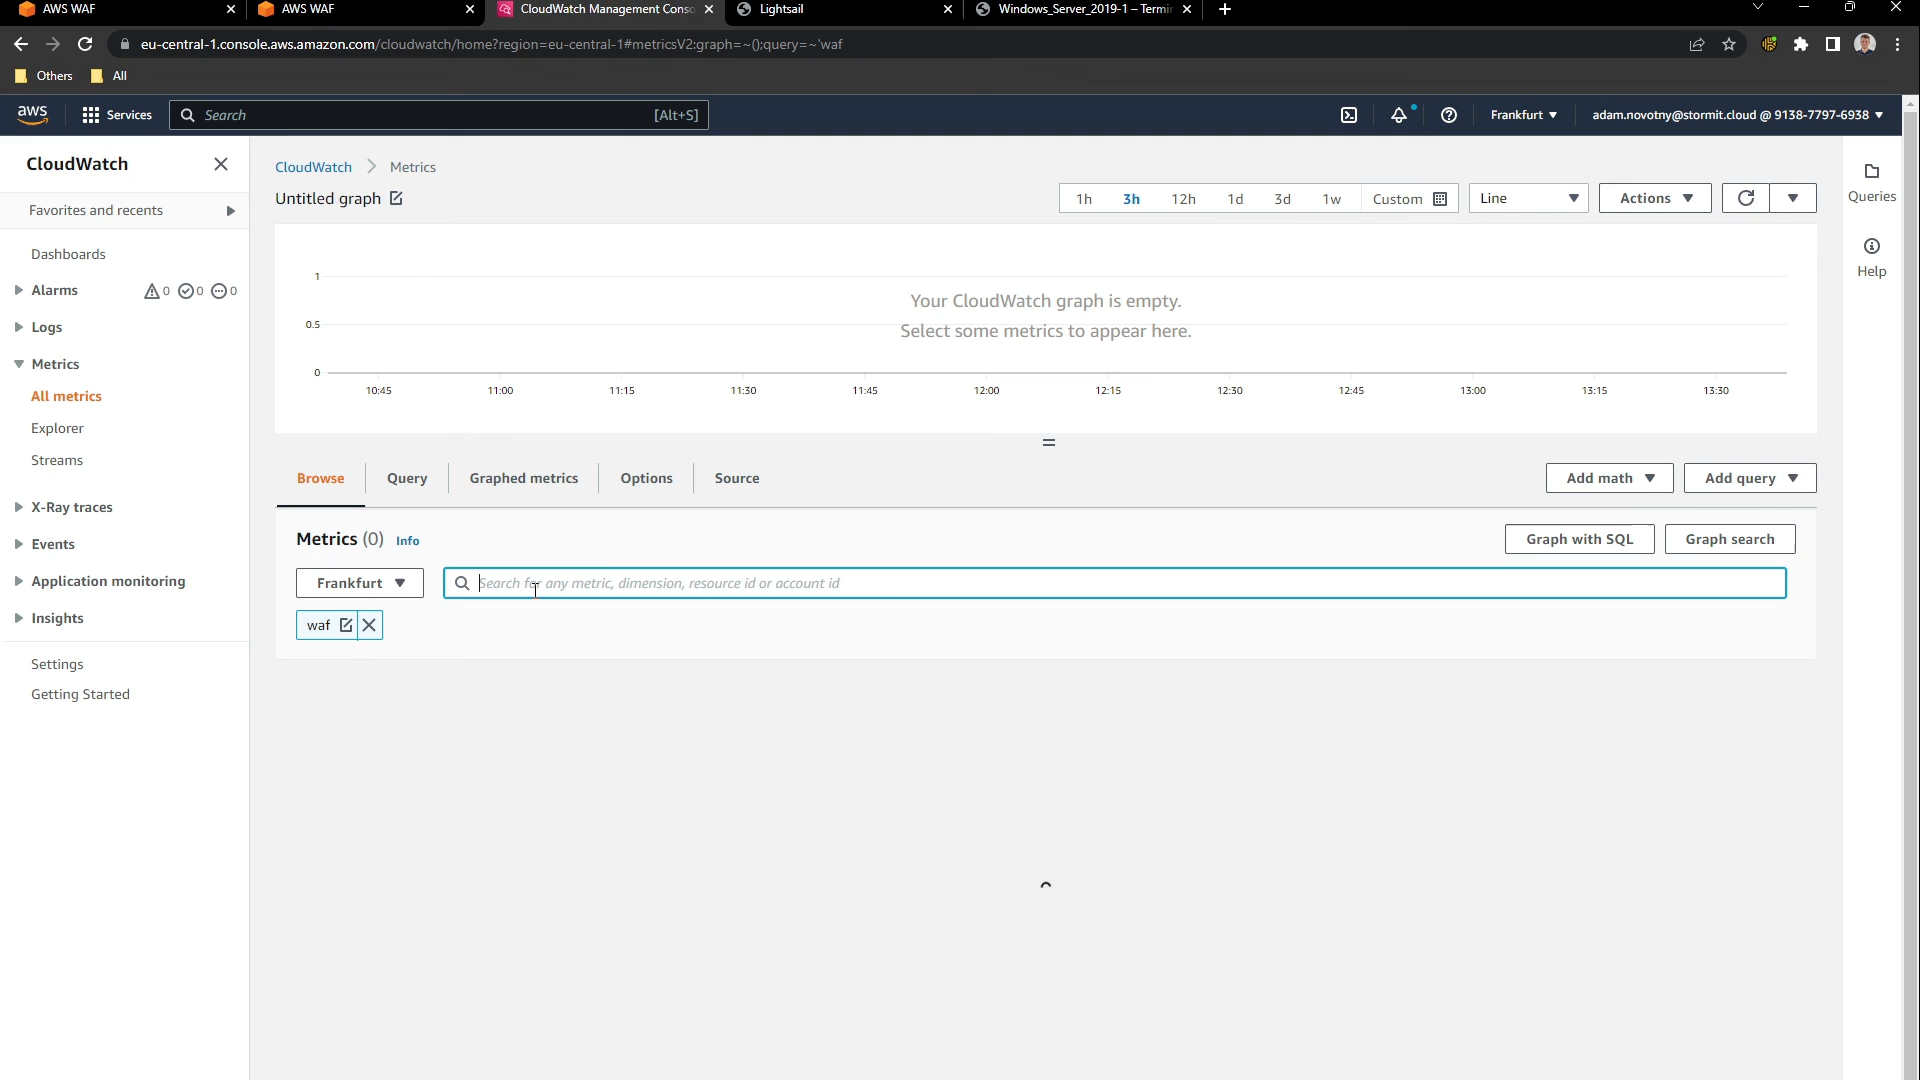 AWS WAF
AWS WAF
CloudWatch Management Conso
Lightsail
Windows_Server_2019-1 – Termin
eu-central-1.console.aws.amazon.com/cloudwatch/home?region=eu-central-1#metricsV2:graph=~();query=~'waf
Others
All
aws
Services
Search
[Alt+S]
Frankfurt
adam.novotny@stormit.cloud @ 9138-7797-6938
CloudWatch
Favorites and recents
Dashboards
Alarms
0
0
0
Logs
Metrics
All metrics
Explorer
Streams
X-Ray traces
Events
Application monitoring
Insights
Settings
Getting Started
CloudWatch
Metrics
Untitled graph
1h
3h
12h
1d
3d
1w
Custom
Line
Actions
1
0.5
0
Your CloudWatch graph is empty.
Select some metrics to appear here.
10:45
11:00
11:15
11:30
11:45
12:00
12:15
12:30
12:45
13:00
13:15
13:30
Browse
Query
Graphed metrics
Options
Source
Add math
Add query
Metrics (0) Info
Graph with SQL
Graph search
Frankfurt
Search for any metric, dimension, resource id or account id
waf
Queries
Help